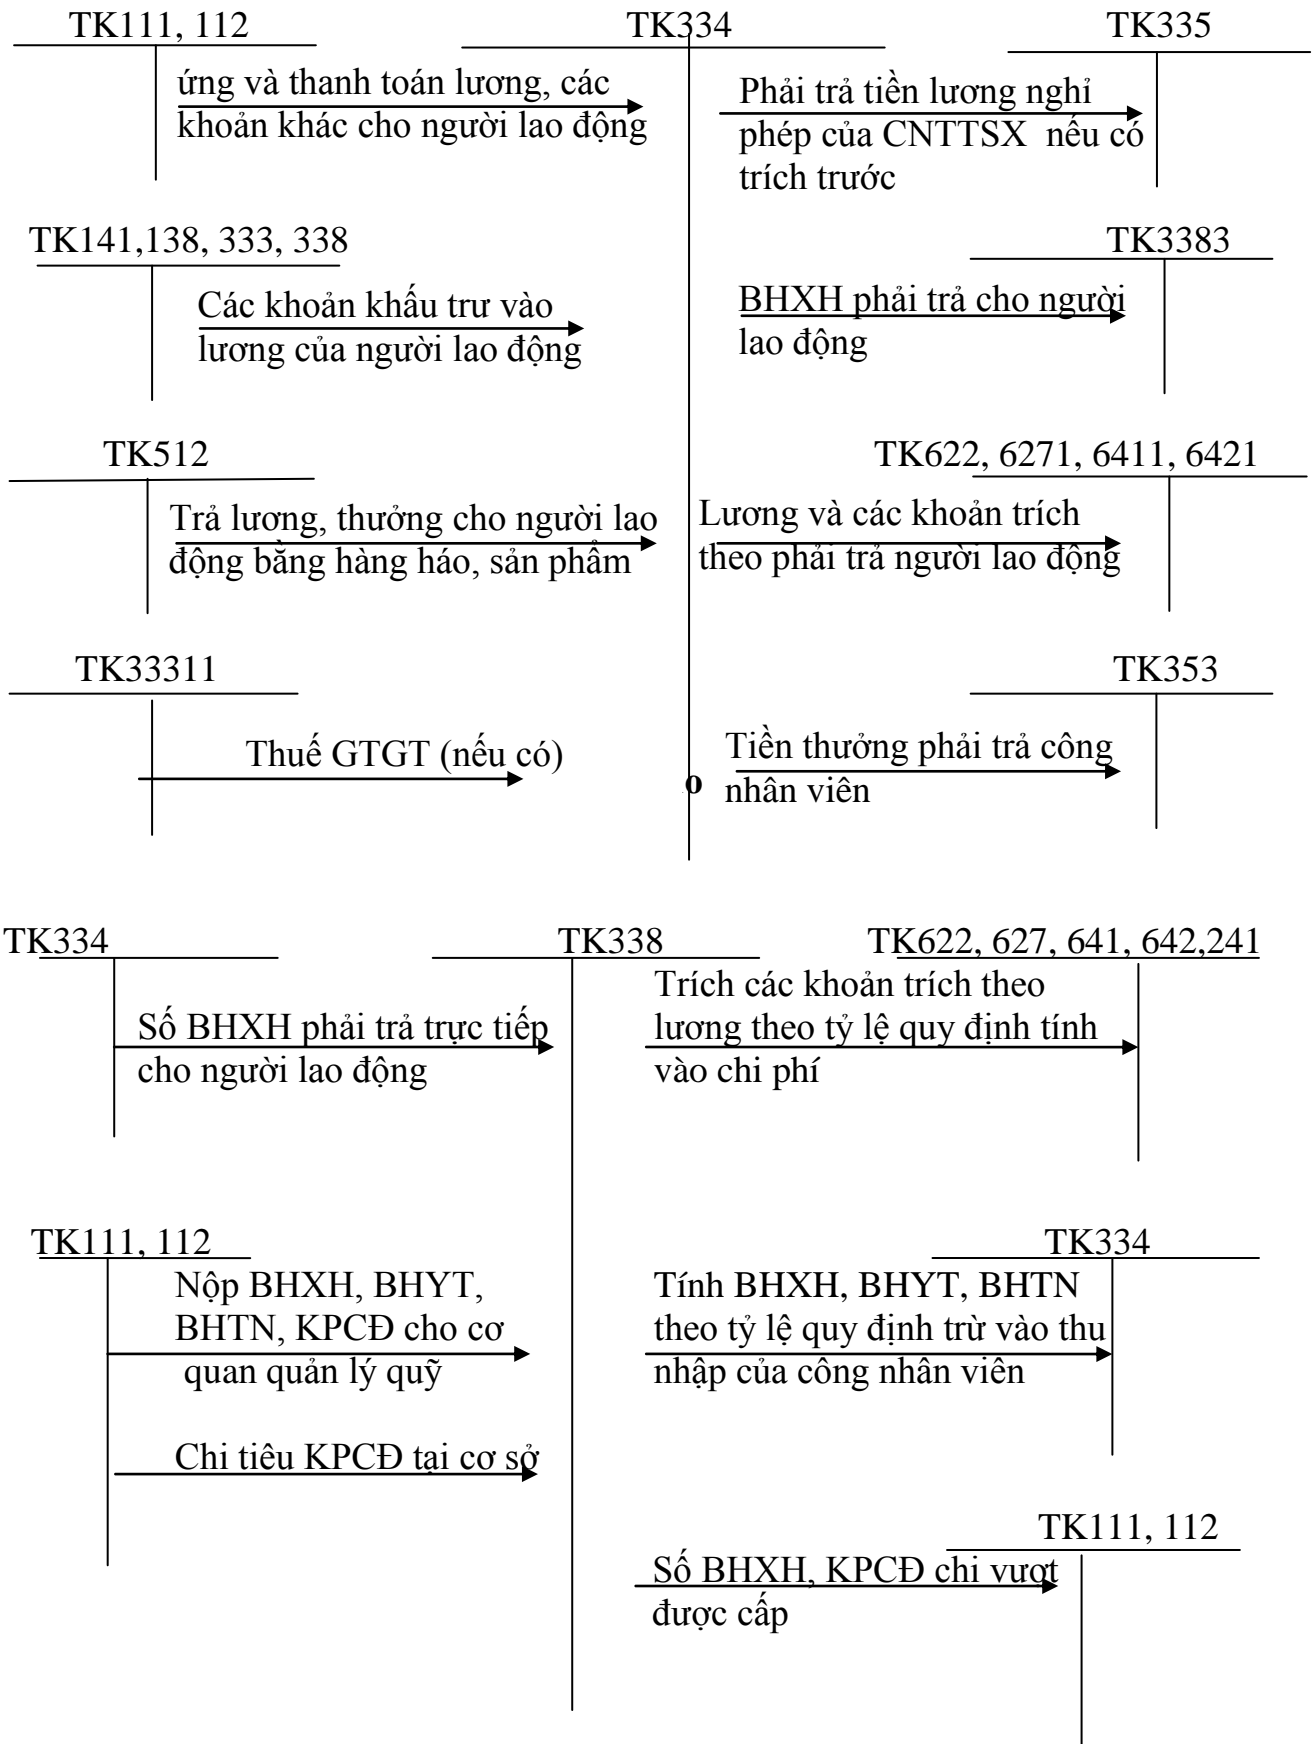 TK111, 112
TK334
TK335
ứng và thanh toán lương, các
khoản khác cho người lao động
Phải trả tiền lương nghỉ
phép của CNTTSX nếu có
trích trước
TK141,138, 333, 338
TK3383
Các khoản khấu trư vào
lương của người lao động
BHXH phải trả cho người
lao động
TK512
TK622, 6271, 6411, 6421
Trả lương, thưởng cho người lao
động bằng hàng háo, sản phẩm
Lương và các khoản trích
theo phải trả người lao động
TK33311
TK353
Thuế GTGT (nếu có)
Tiền thưởng phải trả công
nhân viên
o
TK334
TK338
TK622, 627, 641, 642,241
Số BHXH phải trả trực tiếp
cho người lao động
Trích các khoản trích theo
lương theo tỷ lệ quy định tính
vào chi phí
TK111, 112
TK334
Nộp BHXH, BHYT,
BHTN, KPCĐ cho cơ
quan quản lý quỹ
Tính BHXH, BHYT, BHTN
theo tỷ lệ quy định trừ vào thu
nhập của công nhân viên
Chi tiêu KPCĐ tại cơ sở
TK111, 112
Số BHXH, KPCĐ chi vượt
được cấp